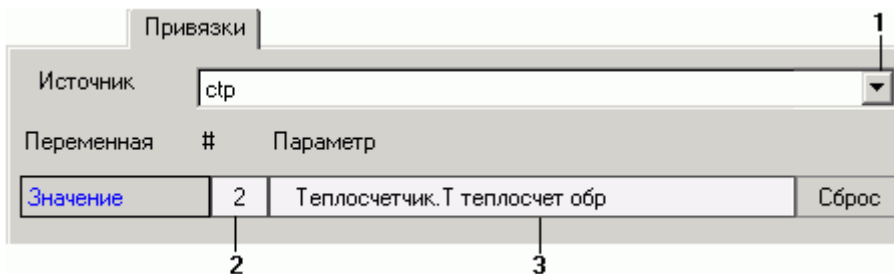 Привязки
1
Источник ctp
Переменная # Параметр
Значение 2 Теплосчетчик.Т теплосчет обр Сброс
2 3